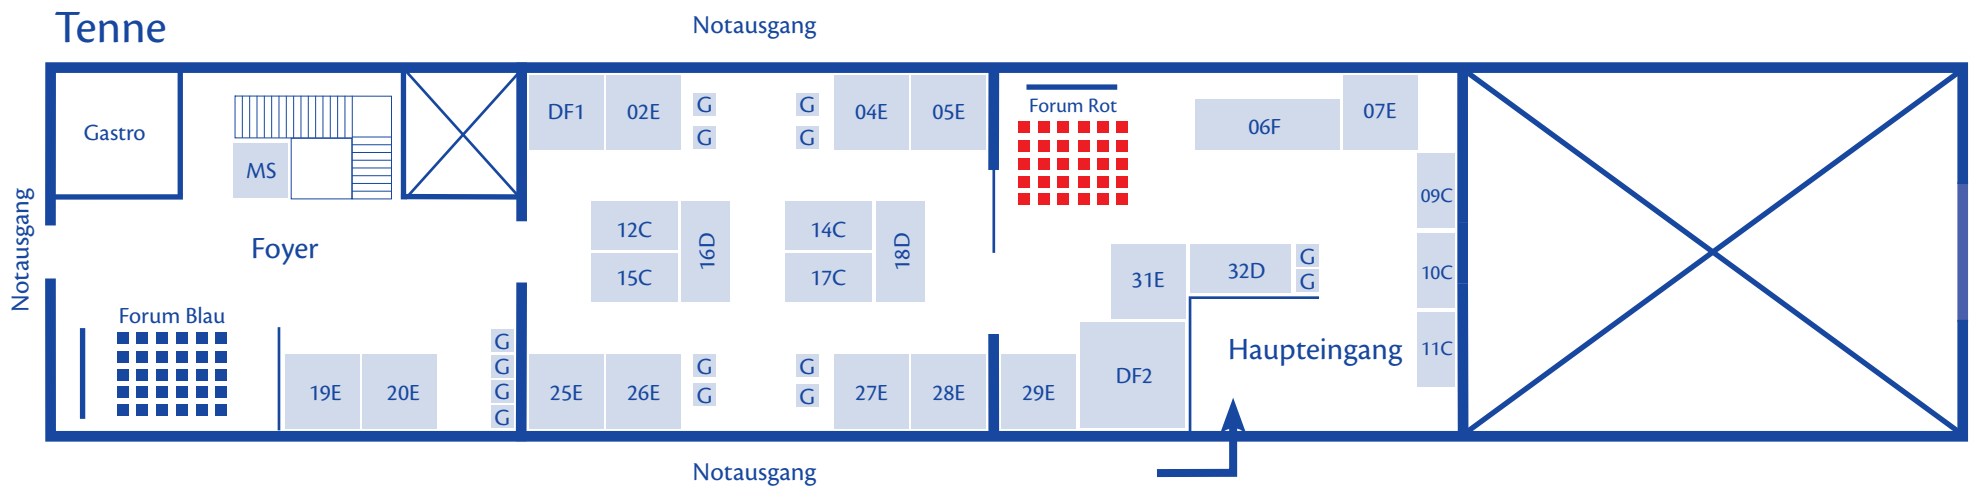 Tenne
Notausgang
Gastro
MS
DF1
02E
G
G
G
G
04E
05E
Forum Rot
06F
07E
09C
10C
11C
Notausgang
Foyer
12C
15C
16D
14C
17C
18D
31E
32D
G
G
Haupteingang
Forum Blau
19E
20E
G
G
G
G
25E
26E
G
G
G
G
27E
28E
29E
DF2
Notausgang